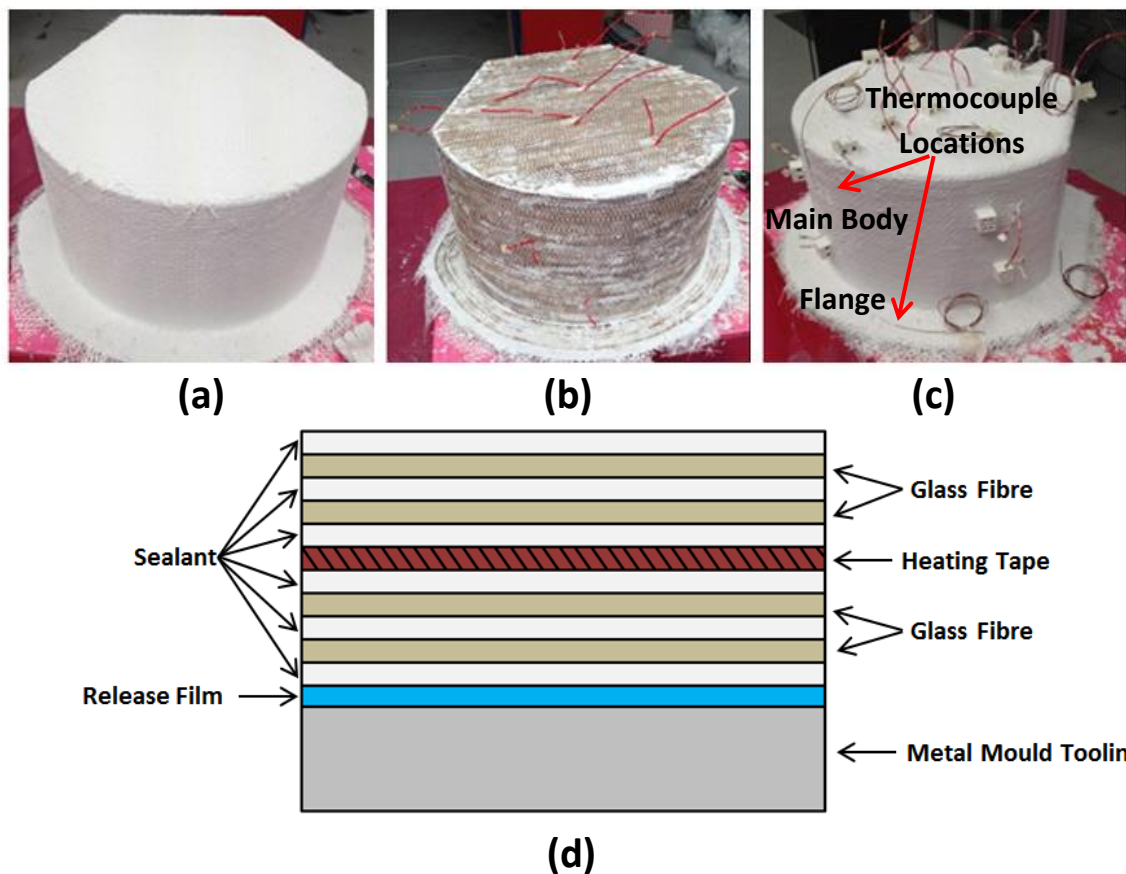 Thermocouple
Locations
Main Body
Flange
(a)
(b)
(c)
Glass Fibre
Sealant
Heating Tape
Glass Fibre
Release Film
Metal Mould Toolin
(d)